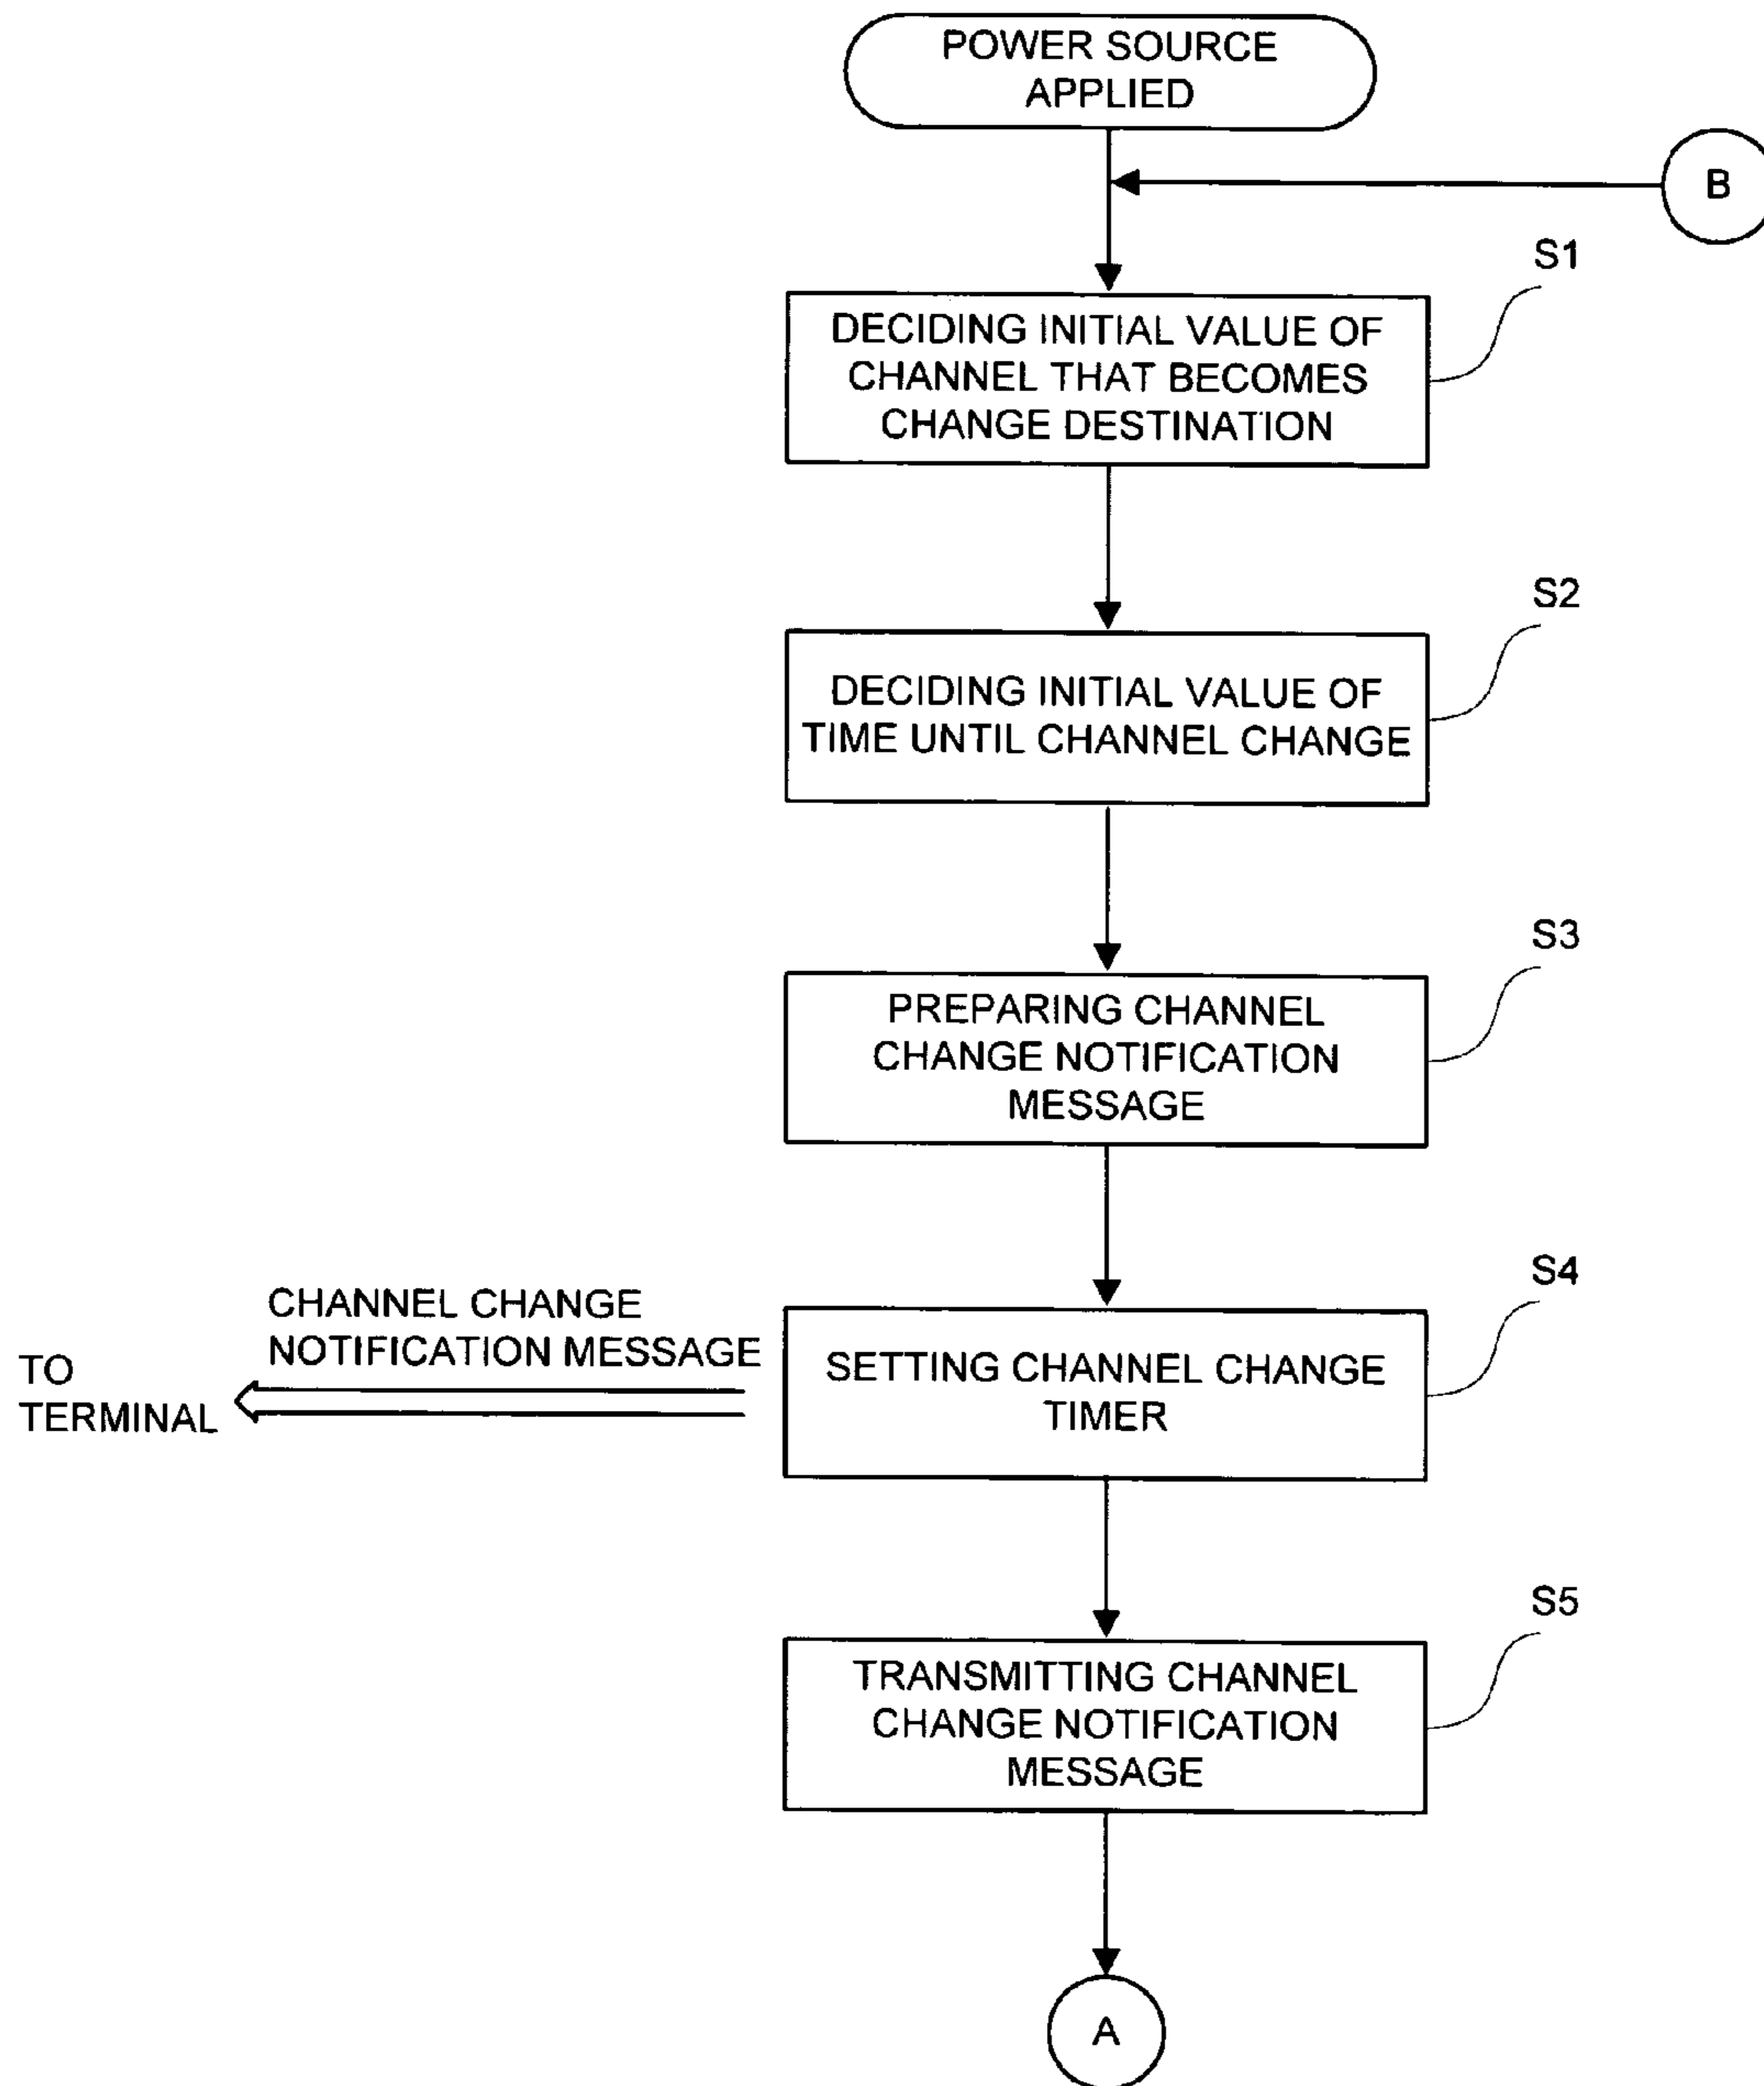 POWER SOURCE
APPLIED
B
S1
DECIDING INITIAL VALUE OF
CHANNEL THAT BECOMES
CHANGE DESTINATION
S2
DECIDING INITIAL VALUE OF
TIME UNTIL CHANNEL CHANGE
S3
PREPARING CHANNEL
CHANGE NOTIFICATION
MESSAGE
S4
CHANNEL CHANGE
NOTIFICATION MESSAGE
TO
TERMINAL
SETTING CHANNEL CHANGE
TIMER
S5
TRANSMITTING CHANNEL
CHANGE NOTIFICATION
MESSAGE
A